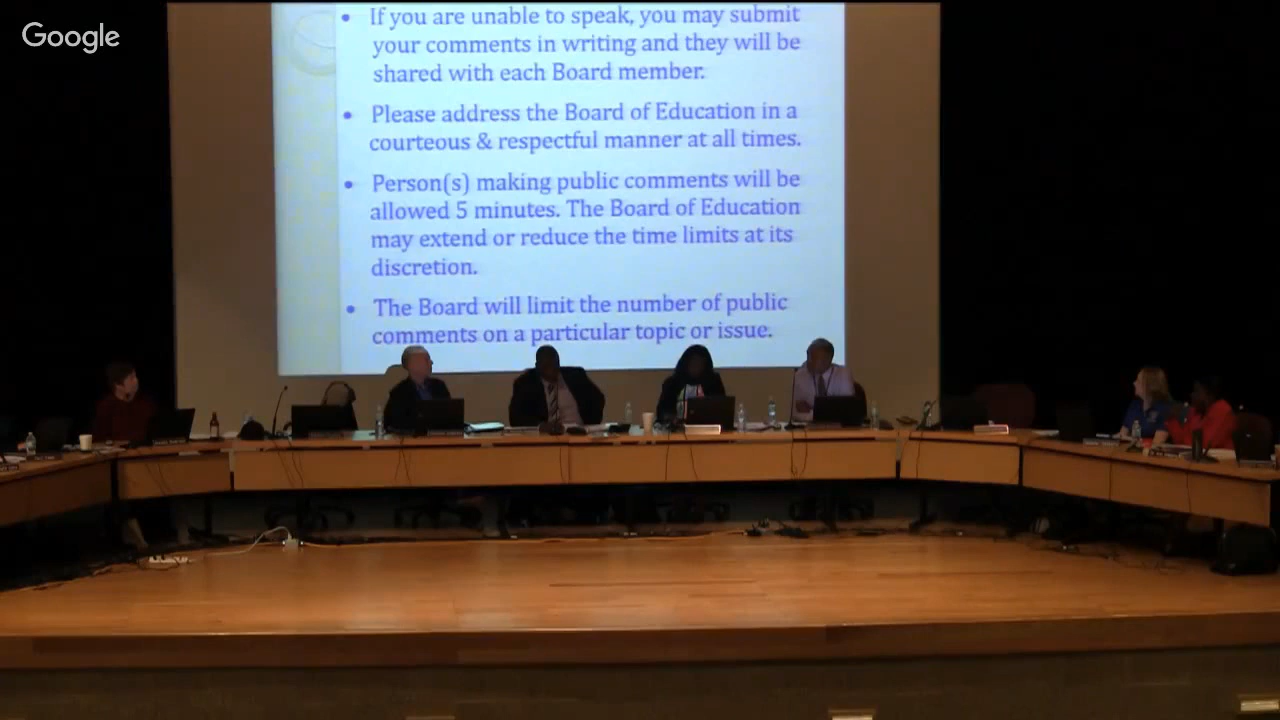 Google
• If you are unable to speak, you may submit
your comments in writing and they will be
shared with each Board member.
• Please address the Board of Education in a
courteous & respectful manner at all times.
• Person(s) making public comments will be
allowed 5 minutes. The Board of Education
may extend or reduce the time limits at its
discretion.
• The Board will limit the number of public
comments on a particular topic or issue.